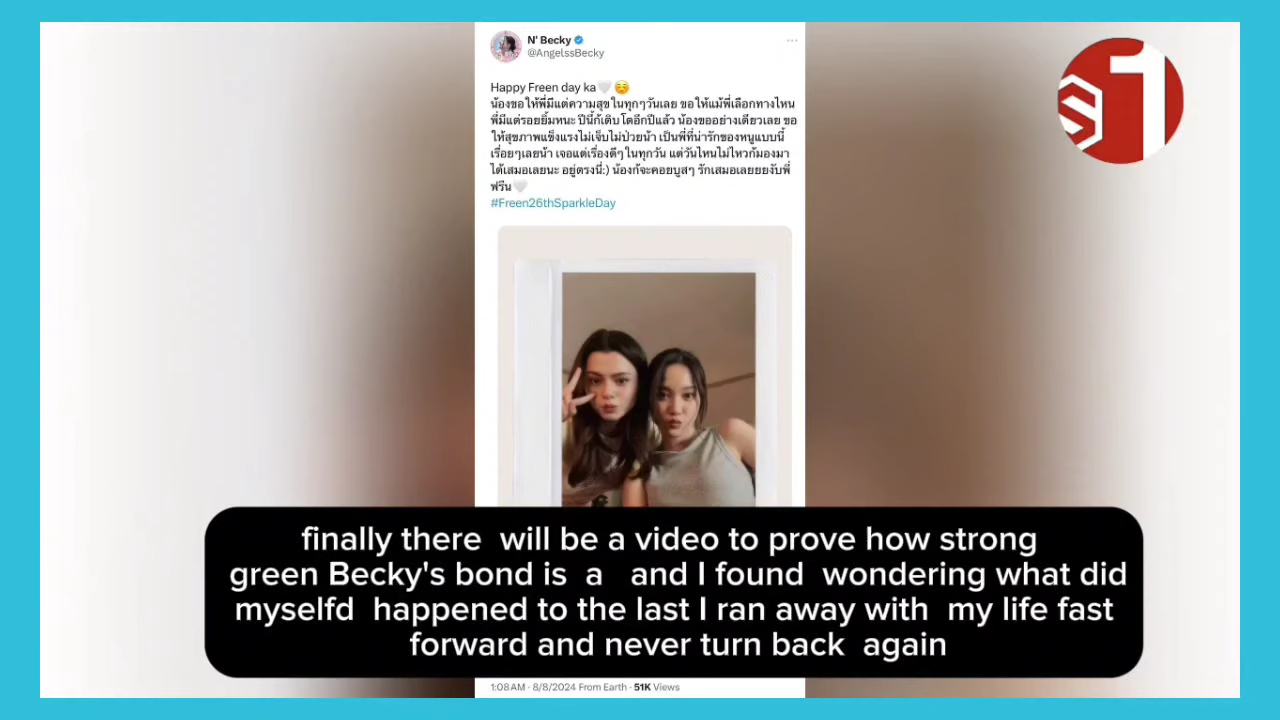 N' Becky
@AngelssBecky
Happy Freen day ka🤍☺️
น้องขอให้พี่มีแต่ความสุขในทุกๆวันเลย ขอให้แม้พี่เลือกทางไหน
พี่มีแต่รอยยิ้มหนะ ปีนี้ก้เติบโตอีกปีแล้ว น้องขออย่างเดียวเลย ขอ
ให้สุขภาพแข็งแรงไม่เจ็บไม่ป่วยน้า เป็นพี่ที่น่ารักของหนูแบบนี้
เรื่อยๆเลยน้า เจอแต่เรื่องดีๆในทุกวัน แต่วันไหนไม่ไหวก้มองมา
ได้เสมอเลยนะ อยู่ตรงนี้:) น้องก้จะคอยบูสๆ รักเสมอเลยยยงับพี่
ฟรีน🤍
#Freen26thSparkleDay
S1
finally there will be a video to prove how strong
green Becky's bond is a and I found wondering what did
myselfd happened to the last I ran away with my life fast
forward and never turn back again
1:08 AM · 8/8/2024 From Earth · 51K Views